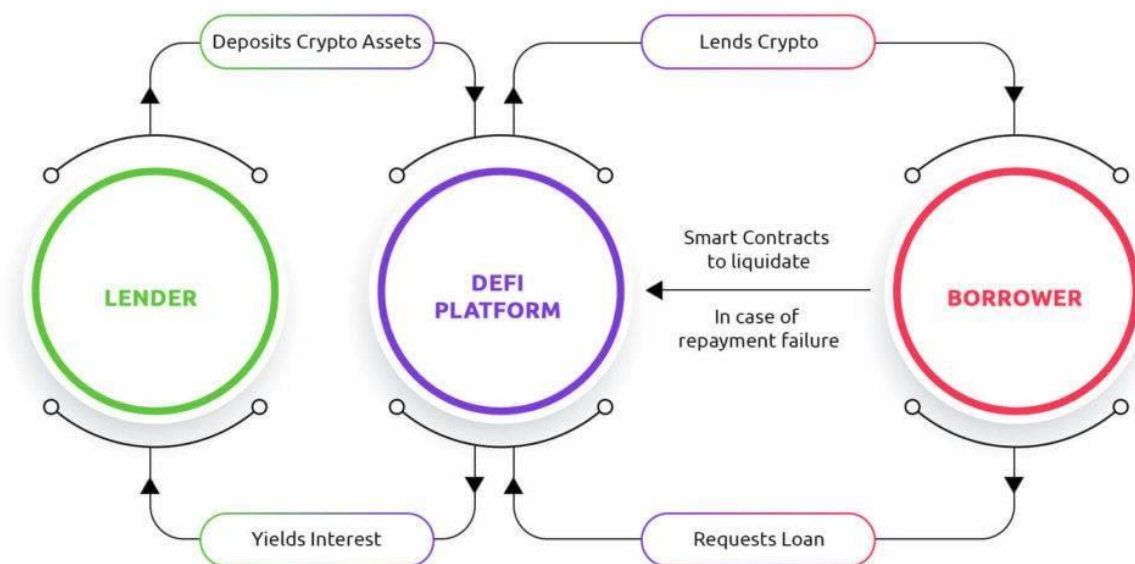 Deposits Crypto Assets
Lends Crypto
LENDER
DEFI
PLATFORM
Smart Contracts
to liquidate
In case of
repayment failure
BORROWER
Yields Interest
Requests Loan